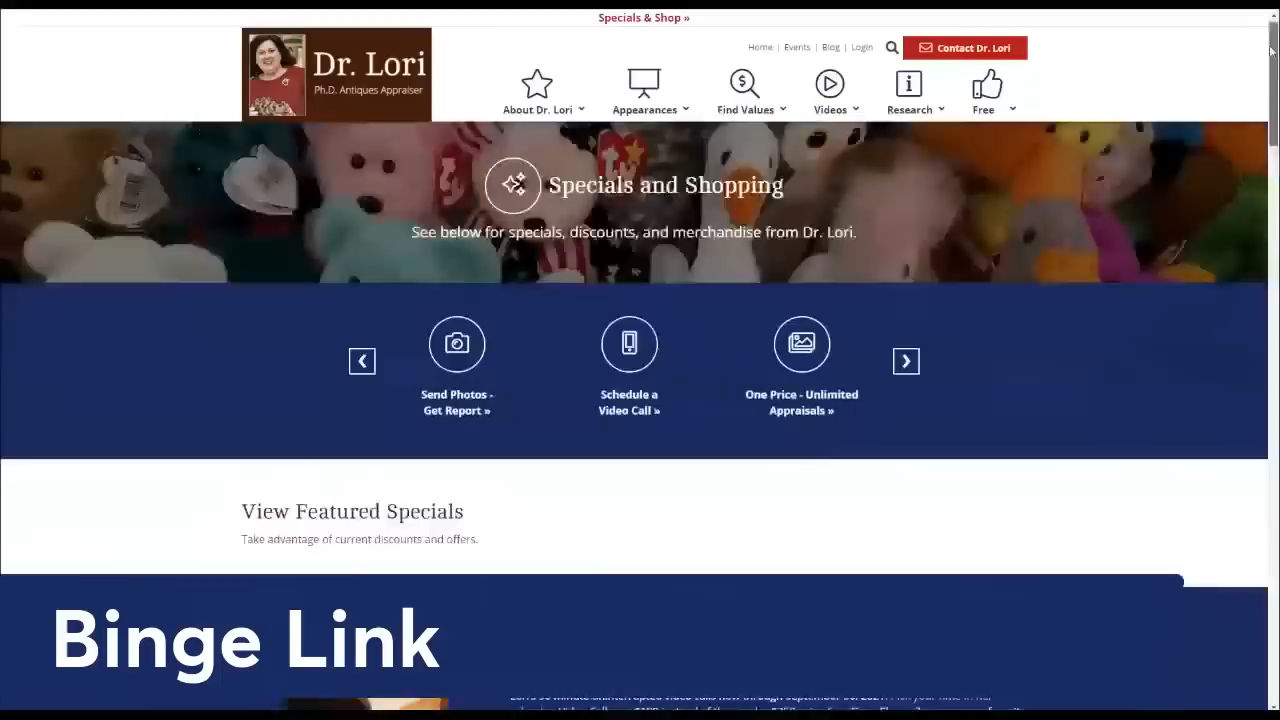 Specials & Shop »
Dr. Lori
Ph.D. Antiques Appraiser
Home | Events | Blog | Login
Contact Dr. Lori
About Dr. Lori
Appearances
Find Values
Videos
Research
Free
Specials and Shopping
See below for specials, discounts, and merchandise from Dr. Lori.
Send Photos -
Get Report »
Schedule a
Video Call »
One Price - Unlimited
Appraisals »
View Featured Specials
Take advantage of current discounts and offers.
Binge Link